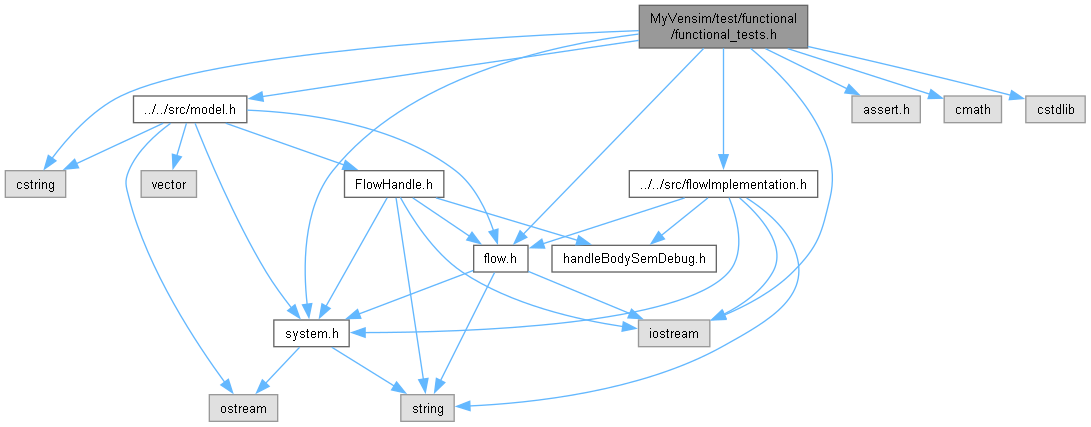 MyVensim/test/functional
/functional_tests.h
../../src/model.h
assert.h
cmath
cstdlib
cstring
vector
FlowHandle.h
../../src/flowImplementation.h
flow.h
handleBodySemDebug.h
system.h
iostream
ostream
string